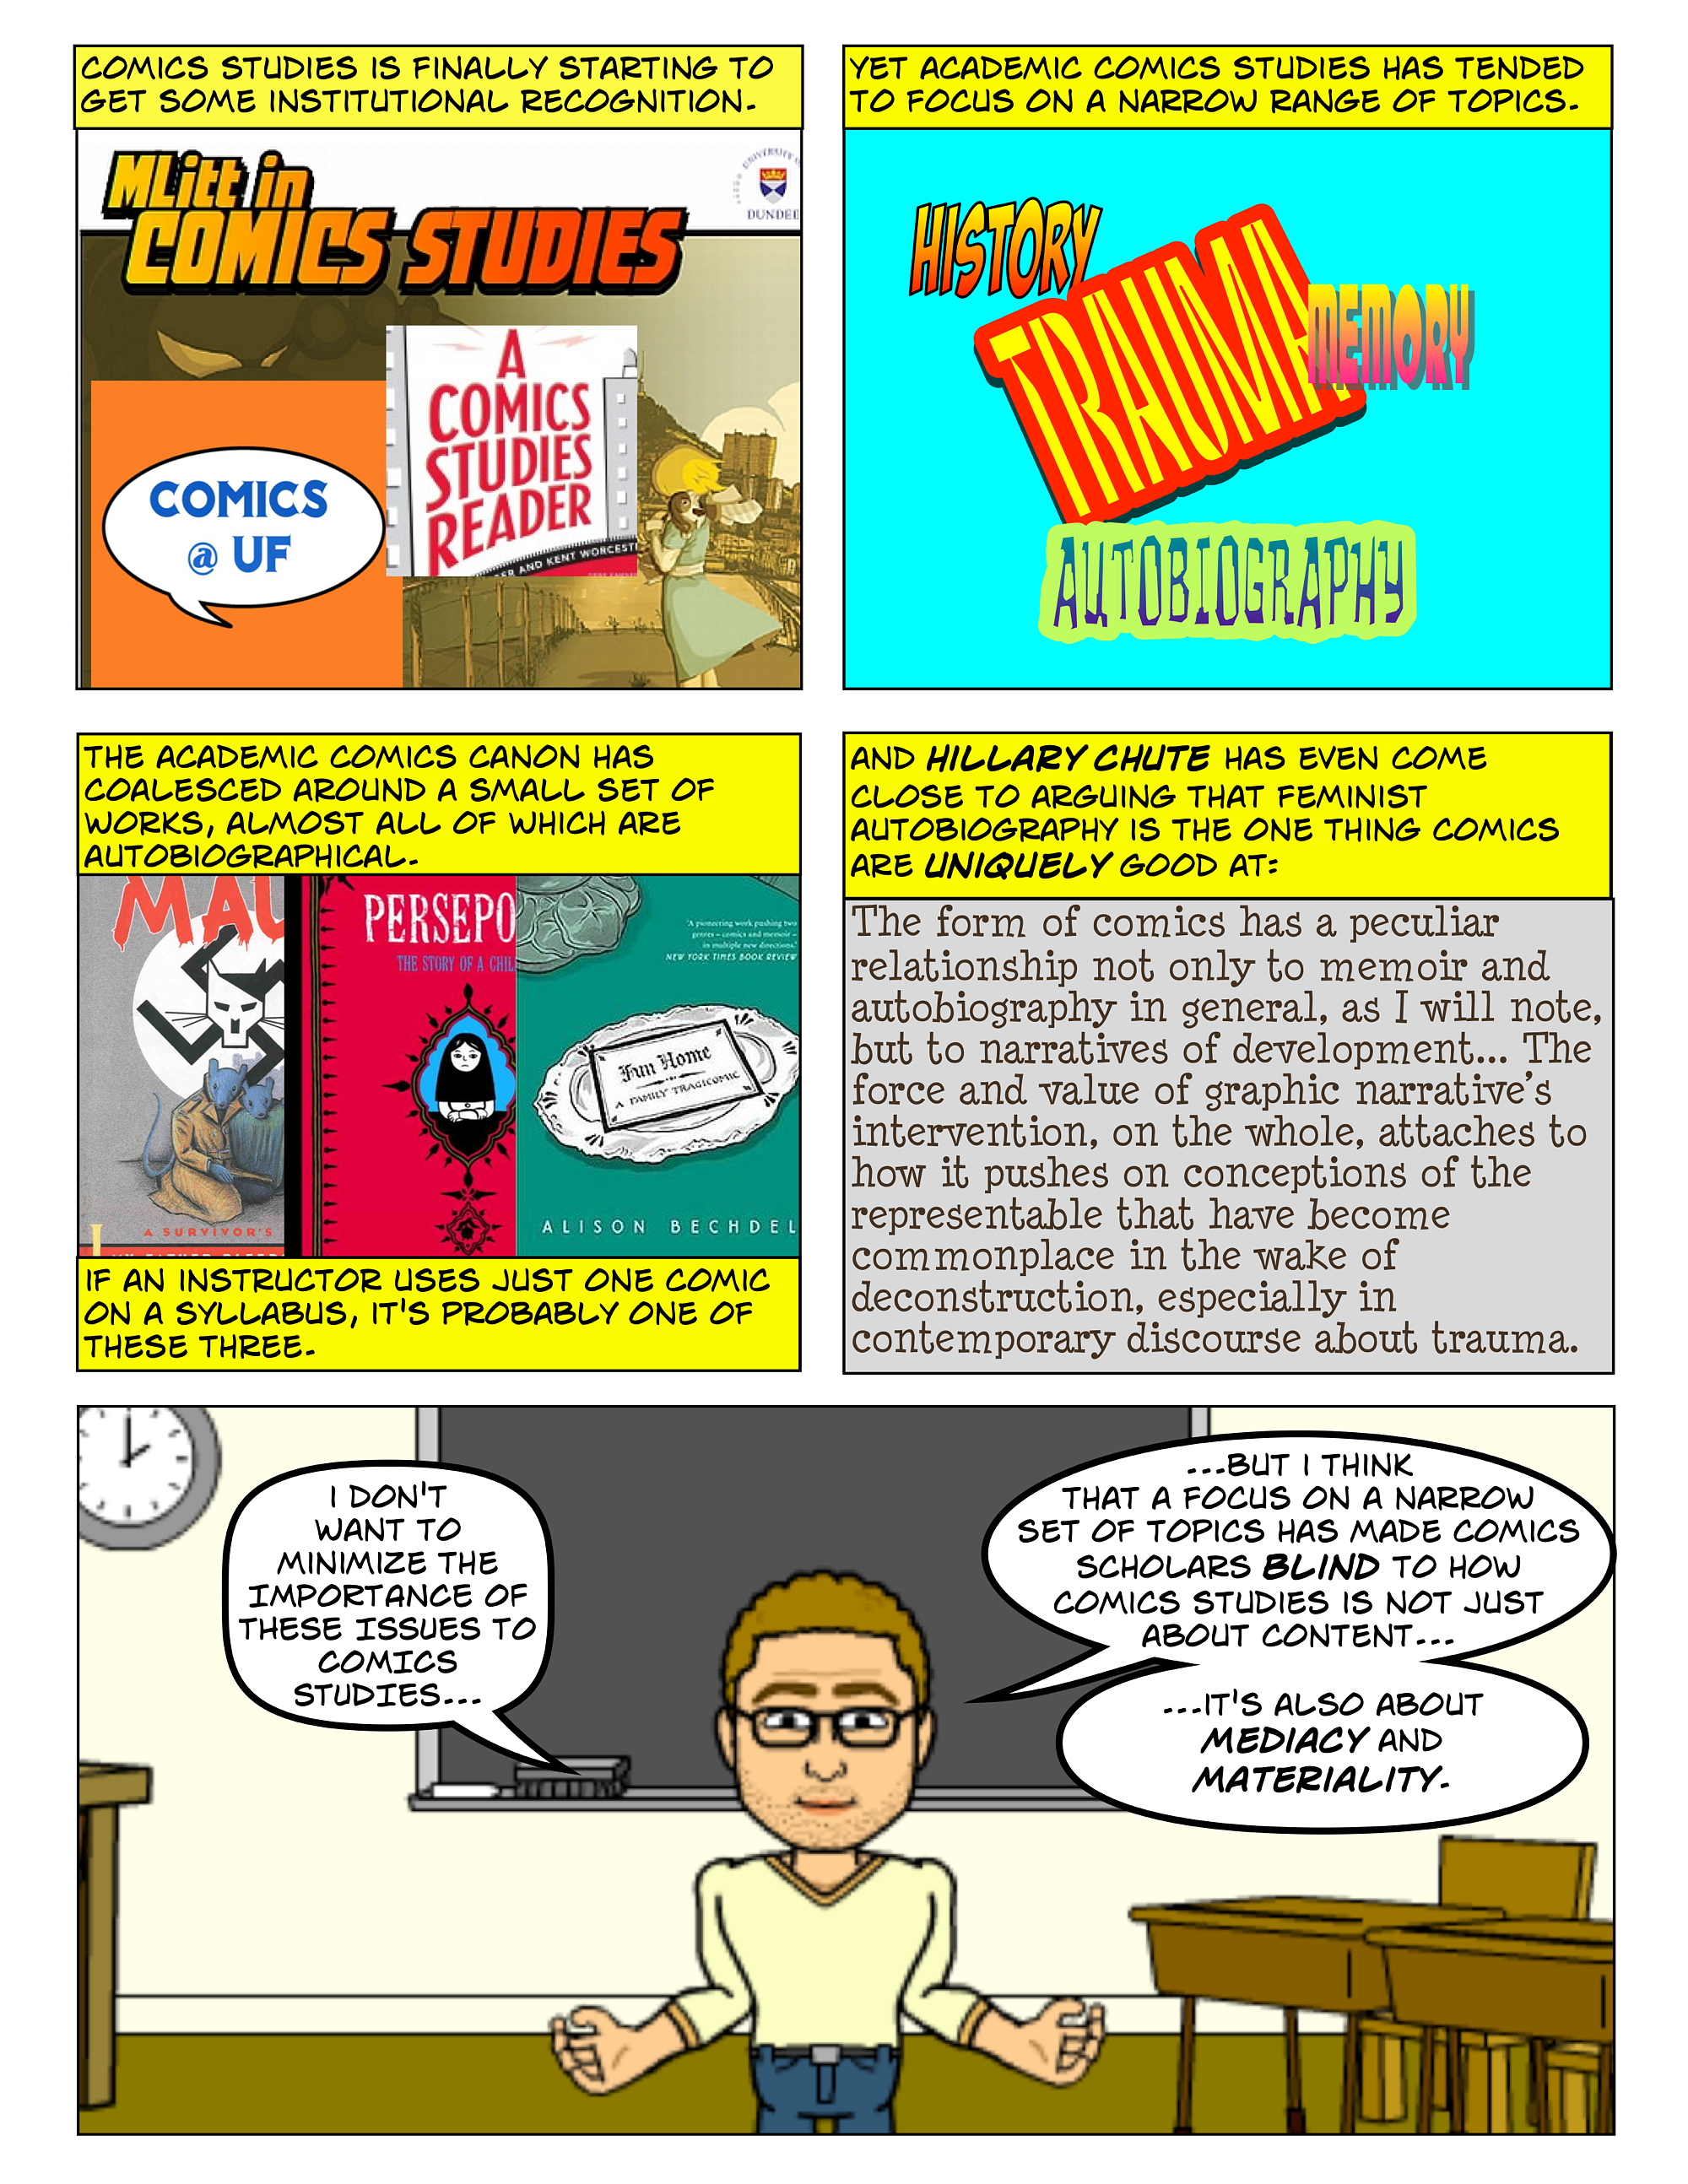 COMICS STUDIES IS FINALLY STARTING TO
GET SOME INSTITUTIONAL RECOGNITION.
MLitt in
COMICS STUDIES
UNIVERSITY
DUNDEE
A
COMICS
STUDIES
READER
ER AND KENT WORCESTE
COMICS
@ UF
YET ACADEMIC COMICS STUDIES HAS TENDED
TO FOCUS ON A NARROW RANGE OF TOPICS.
HISTORY
TRAUMA
MEMORY
AUTOBIOGRAPHY
THE ACADEMIC COMICS CANON HAS
COALESCED AROUND A SMALL SET OF
WORKS, ALMOST ALL OF WHICH ARE
AUTOBIOGRAPHICAL.
MAU
A SURVIVOR'S
I
MY FATHER BLEEDS
PERSEPO
THE STORY OF A CHIL
'A pioneering work pushing two
genres – comics and memoir –
in multiple new directions.'
NEW YORK TIMES BOOK REVIEW
Fun Home
A FAMILY TRAGICOMIC
ALISON BECHDEL
IF AN INSTRUCTOR USES JUST ONE COMIC
ON A SYLLABUS, IT'S PROBABLY ONE OF
THESE THREE.
AND HILLARY CHUTE HAS EVEN COME
CLOSE TO ARGUING THAT FEMINIST
AUTOBIOGRAPHY IS THE ONE THING COMICS
ARE UNIQUELY GOOD AT:
The form of comics has a peculiar
relationship not only to memoir and
autobiography in general, as I will note,
but to narratives of development... The
force and value of graphic narrative's
intervention, on the whole, attaches to
how it pushes on conceptions of the
representable that have become
commonplace in the wake of
deconstruction, especially in
contemporary discourse about trauma.
I DON'T
WANT TO
MINIMIZE THE
IMPORTANCE OF
THESE ISSUES TO
COMICS
STUDIES...
...BUT I THINK
THAT A FOCUS ON A NARROW
SET OF TOPICS HAS MADE COMICS
SCHOLARS BLIND TO HOW
COMICS STUDIES IS NOT JUST
ABOUT CONTENT...
...IT'S ALSO ABOUT
MEDIACY AND
MATERIALITY.